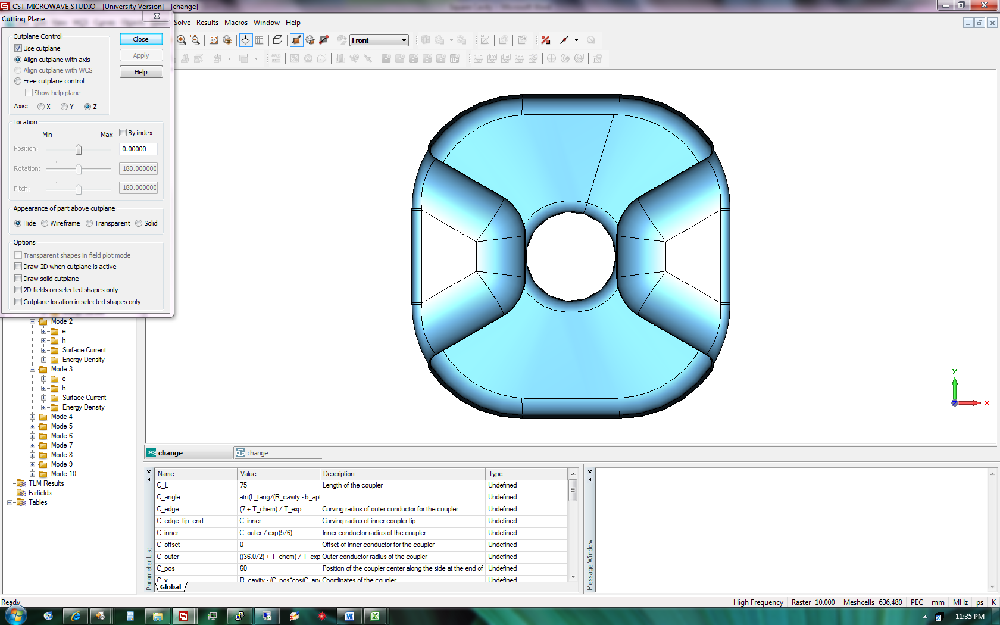 CST MICROWAVE STUDIO - [University Version] - [change]
Cutting Plane
Solve Results Macros Window Help
Cutplane Control
Use cutplane
Align cutplane with axis
Align cutplane with WCS
Free cutplane control
Show help plane
Axis: X Y Z
Close
Apply
Help
Front
Location
Min Max By index
Position: 0.00000
Rotation: 180.000000
Pitch: 180.000000
Appearance of part above cutplane
Hide Wireframe Transparent Solid
Options
Transparent shapes in field plot mode
Draw 2D when cutplane is active
Draw solid cutplane
2D fields on selected shapes only
Cutplane location in selected shapes only
Mode 2
e
h
Surface Current
Energy Density
Mode 3
e
h
Surface Current
Energy Density
Mode 4
Mode 5
Mode 6
Mode 7
Mode 8
Mode 9
Mode 10
TLM Results
Farfields
Tables
y
z x
change change
Name Value Description Type
C_L 75 Length of the coupler Undefined
C_angle atn(L_tang/(R_cavity - b_apt Undefined
C_edge (7 + T_chem) / T_exp Curving radius of outer conductor for the coupler Undefined
C_edge_tip_end C_inner Curving radius of inner coupler tip Undefined
C_inner C_outer / exp(5/6) Inner conductor radius of the coupler Undefined
C_offset 0 Offset of inner conductor for the coupler Undefined
C_outer ((36.0/2) + T_chem) / T_exp Outer conductor radius of the coupler Undefined
C_pos 60 Position of the coupler center along the side at the end of Undefined
C_x R_cavity - (C_pos*cos(C_an Coordinates of the coupler Undefined
Global
Parameter List
Message Window
Ready
High Frequency Raster=10.000 Meshcells=636,480 PEC mm MHz ps K
11:35 PM